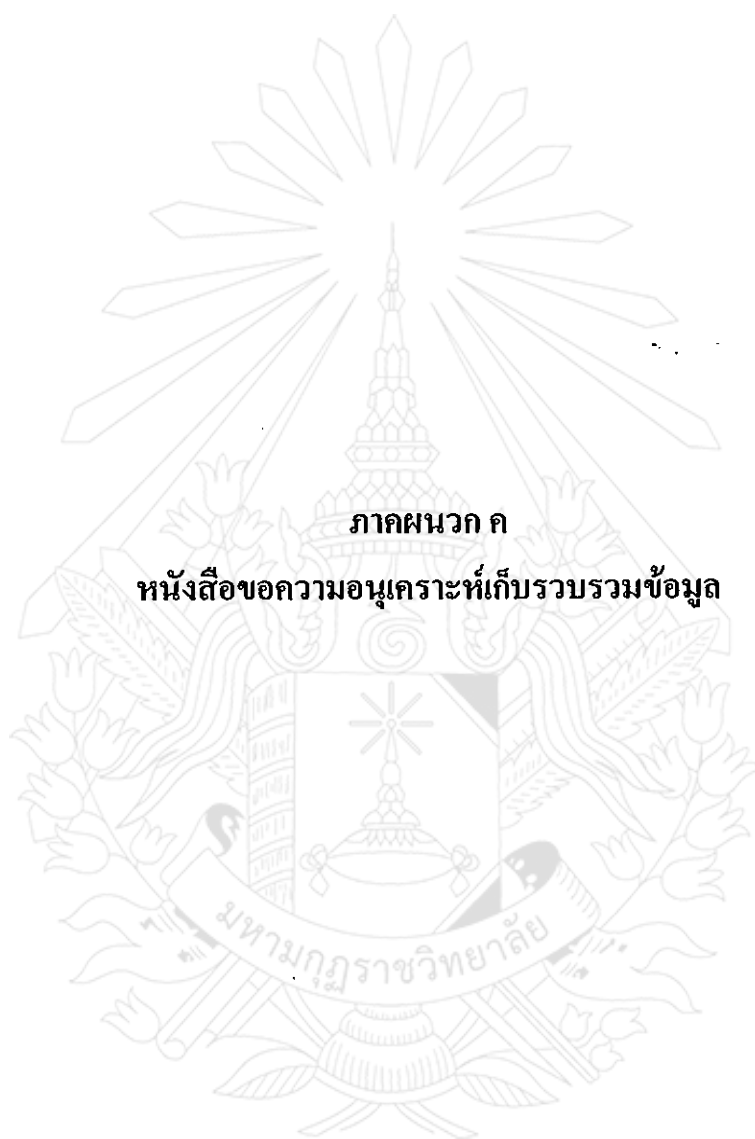 ภาคผนวก ค
หนังสือขอความอนุเคราะห์เก็บรวบรวมข้อมูล
มหามกุฏราชวิทยาลัย